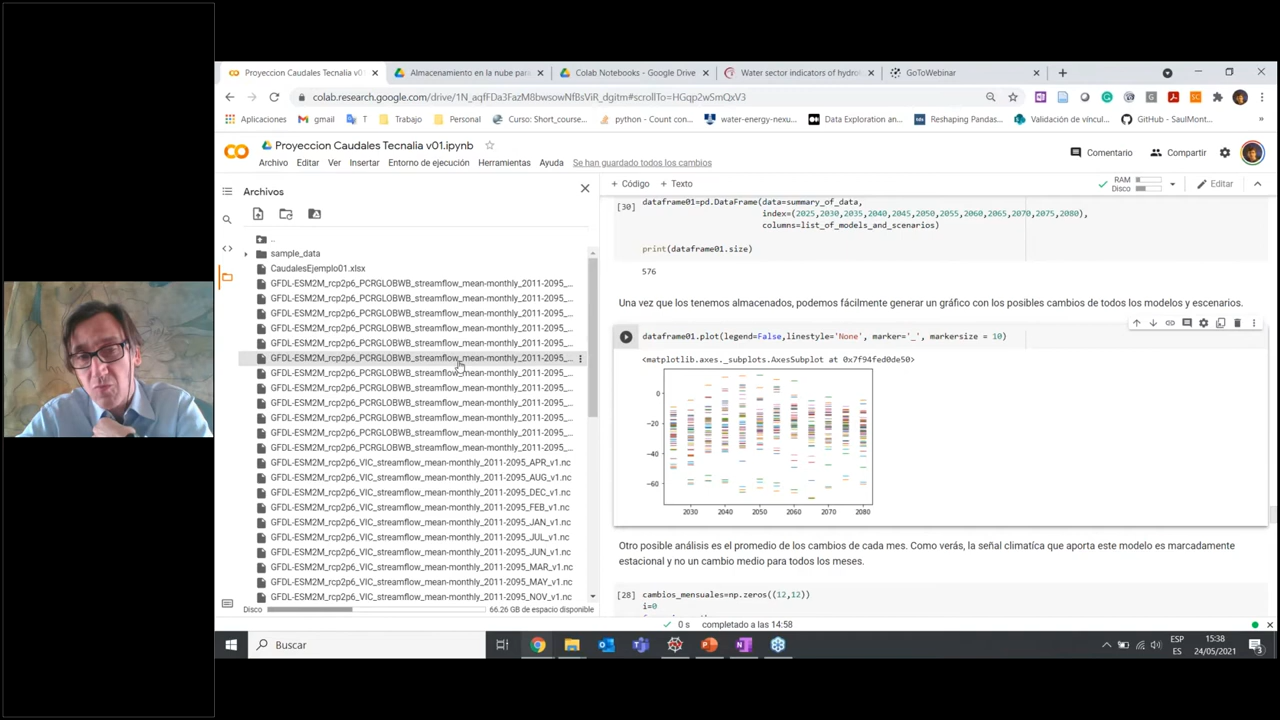 Proyeccion Caudales Tecnalia v01
Almacenamiento en la nube para
Colab Notebooks - Google Drive
Water sector indicators of hydrol
GoToWebinar
colab.research.google.com/drive/1N_aqfFDa3FazM8bwsowNfBsViR_dgitm#scrollTo=HGqp2wSmQxV3
Aplicaciones
gmail
T
Trabajo
Personal
Curso: Short_course...
python - Count con...
water-energy-nexu...
Data Exploration an...
Reshaping Pandas...
Validación de víncul...
GitHub - SaulMont...
Proyeccion Caudales Tecnalia v01.ipynb
Archivo Editar Ver Insertar Entorno de ejecución Herramientas Ayuda Se han guardado todos los cambios
Comentario
Compartir
Archivos
+ Código + Texto
RAM
Disco
Editar
..
sample_data
CaudalesEjemplo01.xlsx
GFDL-ESM2M_rcp2p6_PCRGLOBWB_streamflow_mean-monthly_2011-2095_...
GFDL-ESM2M_rcp2p6_PCRGLOBWB_streamflow_mean-monthly_2011-2095_...
GFDL-ESM2M_rcp2p6_PCRGLOBWB_streamflow_mean-monthly_2011-2095_...
GFDL-ESM2M_rcp2p6_PCRGLOBWB_streamflow_mean-monthly_2011-2095_...
GFDL-ESM2M_rcp2p6_PCRGLOBWB_streamflow_mean-monthly_2011-2095_...
GFDL-ESM2M_rcp2p6_PCRGLOBWB_streamflow_mean-monthly_2011-2095_...
GFDL-ESM2M_rcp2p6_PCRGLOBWB_streamflow_mean-monthly_2011-2095_...
GFDL-ESM2M_rcp2p6_PCRGLOBWB_streamflow_mean-monthly_2011-2095_...
GFDL-ESM2M_rcp2p6_PCRGLOBWB_streamflow_mean-monthly_2011-2095_...
GFDL-ESM2M_rcp2p6_PCRGLOBWB_streamflow_mean-monthly_2011-2095_...
GFDL-ESM2M_rcp2p6_PCRGLOBWB_streamflow_mean-monthly_2011-2095_...
GFDL-ESM2M_rcp2p6_PCRGLOBWB_streamflow_mean-monthly_2011-2095_...
GFDL-ESM2M_rcp2p6_VIC_streamflow_mean-monthly_2011-2095_APR_v1.nc
GFDL-ESM2M_rcp2p6_VIC_streamflow_mean-monthly_2011-2095_AUG_v1.nc
GFDL-ESM2M_rcp2p6_VIC_streamflow_mean-monthly_2011-2095_DEC_v1.nc
GFDL-ESM2M_rcp2p6_VIC_streamflow_mean-monthly_2011-2095_FEB_v1.nc
GFDL-ESM2M_rcp2p6_VIC_streamflow_mean-monthly_2011-2095_JAN_v1.nc
GFDL-ESM2M_rcp2p6_VIC_streamflow_mean-monthly_2011-2095_JUL_v1.nc
GFDL-ESM2M_rcp2p6_VIC_streamflow_mean-monthly_2011-2095_JUN_v1.nc
GFDL-ESM2M_rcp2p6_VIC_streamflow_mean-monthly_2011-2095_MAR_v1.nc
GFDL-ESM2M_rcp2p6_VIC_streamflow_mean-monthly_2011-2095_MAY_v1.nc
GFDL-ESM2M_rcp2p6_VIC_streamflow_mean-monthly_2011-2095_NOV_v1.nc
Disco 66.26 GB de espacio disponible
[30] dataframe01=pd.DataFrame(data=summary_of_data,
index=(2025,2030,2035,2040,2045,2050,2055,2060,2065,2070,2075,2080),
columns=list_of_models_and_scenarios)
print(dataframe01.size)
576
Una vez que los tenemos almacenados, podemos fácilmente generar un gráfico con los posibles cambios de todos los modelos y escenarios.
dataframe01.plot(legend=False,linestyle='None', marker='_', markersize = 10)
<matplotlib.axes._subplots.AxesSubplot at 0x7f94fed0de50>
0
−20
−40
−60
2030 2040 2050 2060 2070 2080
Otro posible análisis es el promedio de los cambios de cada mes. Como verás, la señal climatíca que aporta este modelo es marcadamente
estacional y no un cambio medio para todos los meses.
[28] cambios_mensuales=np.zeros((12,12))
i=0
0 s completado a las 14:58
Buscar
ESP
ES
15:38
24/05/2021
3